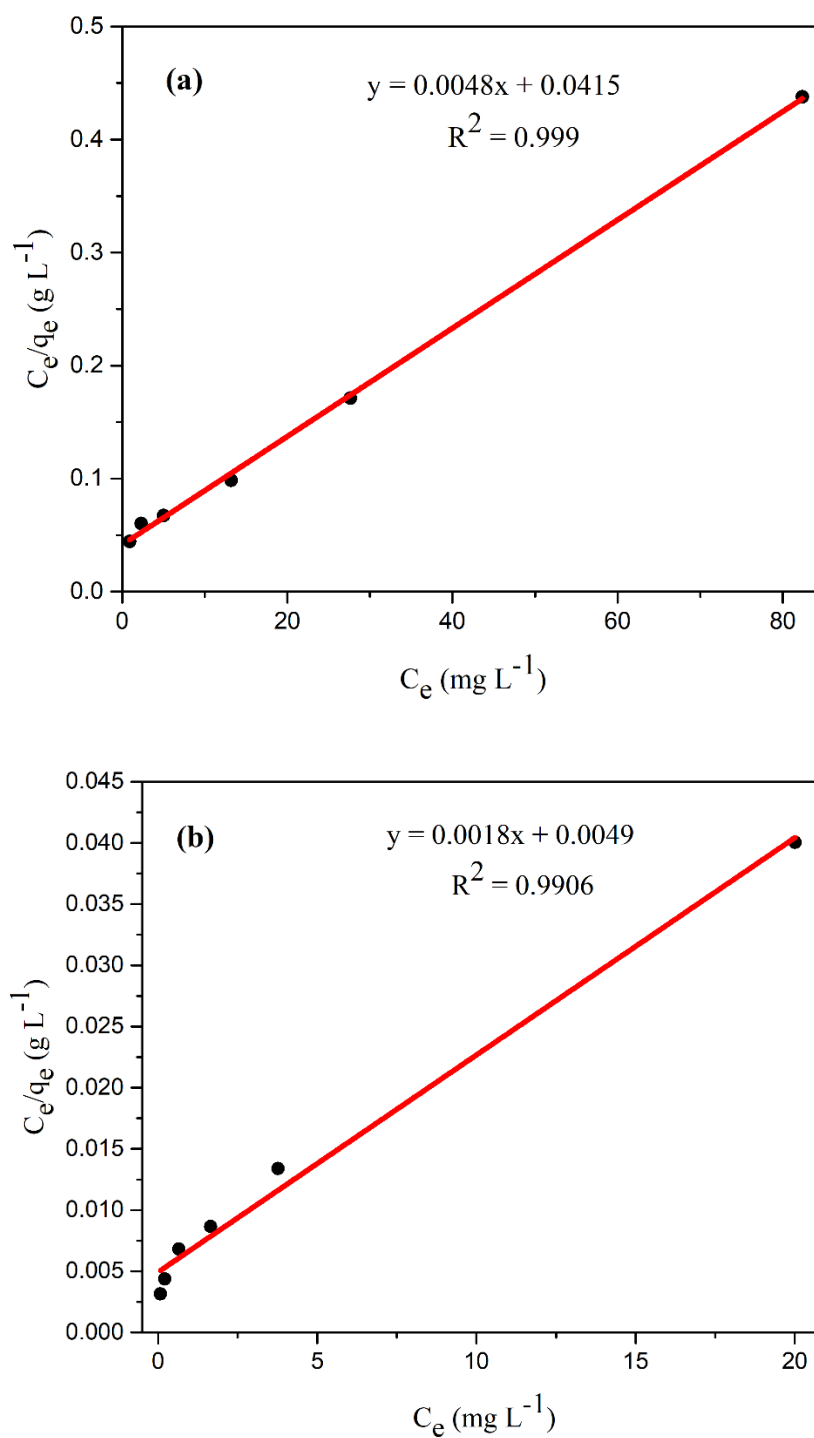 (a)
y = 0.0048x + 0.0415
R² = 0.999
0.5
0.4
0.3
0.2
0.1
0.0
Cₑ/qₑ (g L⁻¹)
0 20 40 60 80
Cₑ (mg L⁻¹)
(b)
y = 0.0018x + 0.0049
R² = 0.9906
0.045
0.040
0.035
0.030
0.025
0.020
0.015
0.010
0.005
0.000
Cₑ/qₑ (g L⁻¹)
0 5 10 15 20
Cₑ (mg L⁻¹)